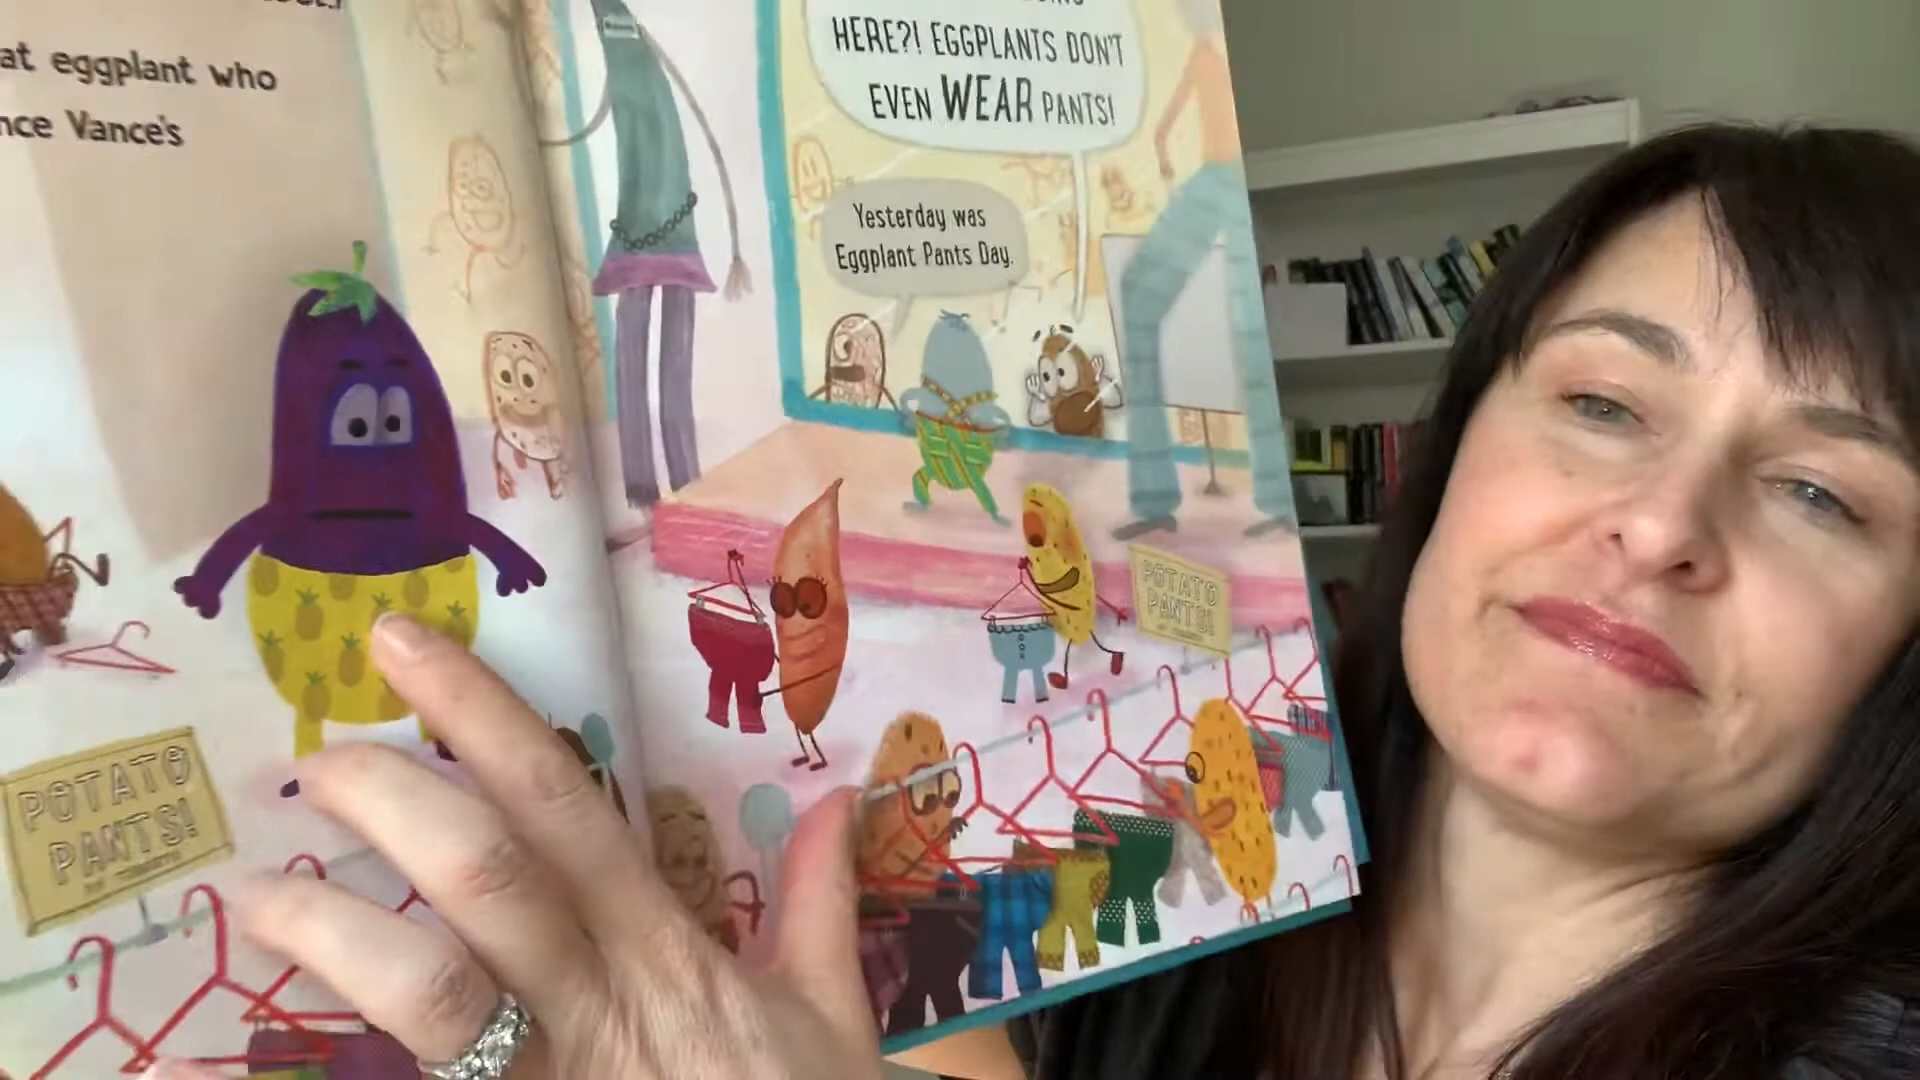 at eggplant who
nce Vance's
HERE?! EGGPLANTS DON'T
EVEN WEAR PANTS!
Yesterday was
Eggplant Pants Day.
POTATO
PANTS!
POTATO
PANTS!